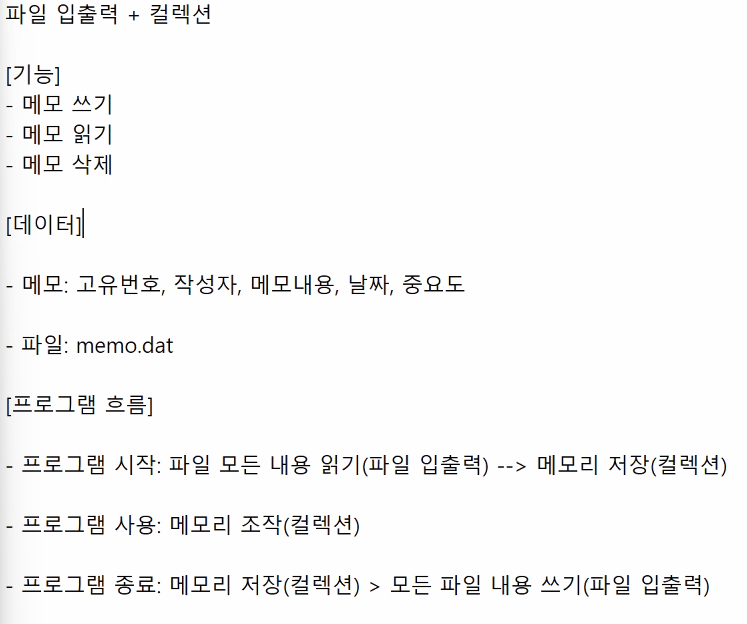 파일 입출력 + 컬렉션
[기능]
- 메모 쓰기
- 메모 읽기
- 메모 삭제
[데이터]
- 메모: 고유번호, 작성자, 메모내용, 날짜, 중요도
- 파일: memo.dat
[프로그램 흐름]
- 프로그램 시작: 파일 모든 내용 읽기(파일 입출력) --> 메모리 저장(컬렉션)
- 프로그램 사용: 메모리 조작(컬렉션)
- 프로그램 종료: 메모리 저장(컬렉션) > 모든 파일 내용 쓰기(파일 입출력)